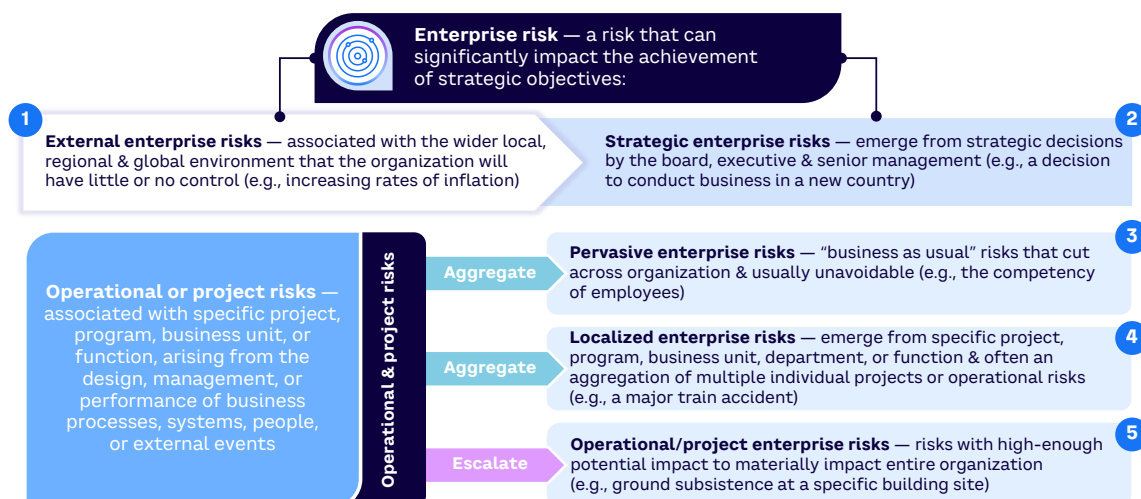 Enterprise risk — a risk that can
significantly impact the achievement
of strategic objectives:
1
External enterprise risks — associated with the wider local,
regional & global environment that the organization will
have little or no control (e.g., increasing rates of inflation)
2
Strategic enterprise risks — emerge from strategic decisions
by the board, executive & senior management (e.g., a decision
to conduct business in a new country)
Operational or project risks —
associated with specific project,
program, business unit, or
function, arising from the
design, management, or
performance of business
processes, systems, people,
or external events
Operational & project risks
Aggregate
3
Pervasive enterprise risks — “business as usual” risks that cut
across organization & usually unavoidable (e.g., the competency
of employees)
Aggregate
4
Localized enterprise risks — emerge from specific project,
program, business unit, department, or function & often an
aggregation of multiple individual projects or operational risks
(e.g., a major train accident)
Escalate
5
Operational/project enterprise risks — risks with high-enough
potential impact to materially impact entire organization
(e.g., ground subsistence at a specific building site)